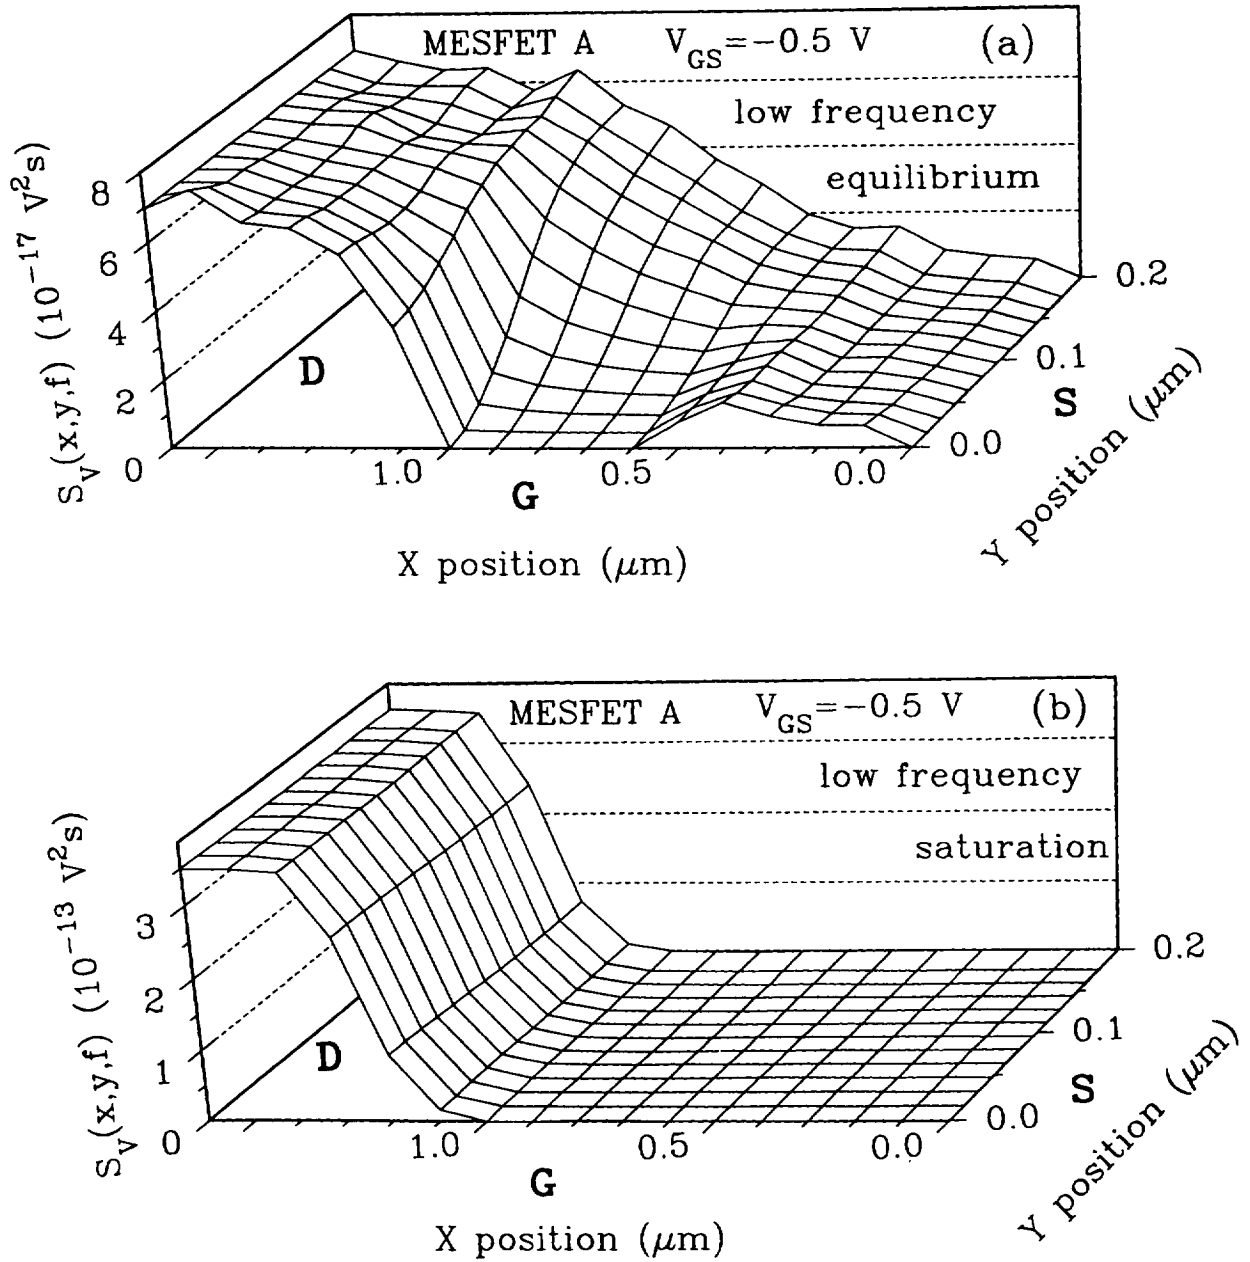 MESFET A V_GS=−0.5 V (a)
low frequency
equilibrium
S_V(x,y,f) (10^−17 V^2s)
8
6
4
2
0
D
1.0
0.5
0.0
G
X position (μm)
0.2
0.1
0.0
S
Y position (μm)
MESFET A V_GS=−0.5 V (b)
low frequency
saturation
S_V(x,y,f) (10^−13 V^2s)
3
2
1
0
D
1.0
0.5
0.0
G
X position (μm)
0.2
0.1
0.0
S
Y position (μm)